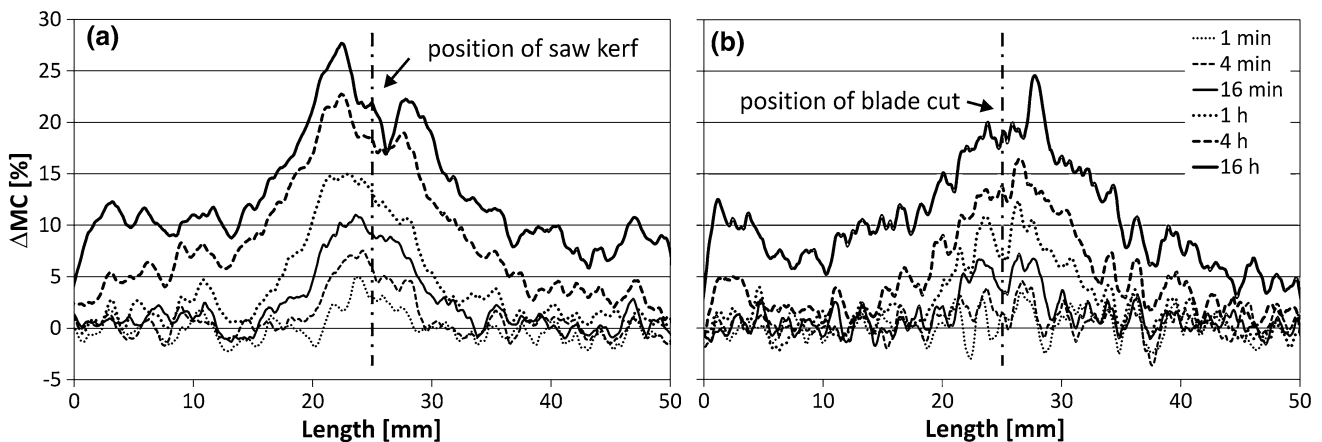 (a)
position of saw kerf
ΔMC [%]
30
25
20
15
10
5
0
-5
0 10 20 30 40 50
Length [mm]
(b)
position of blade cut
1 min
4 min
16 min
1 h
4 h
16 h
0 10 20 30 40 50
Length [mm]